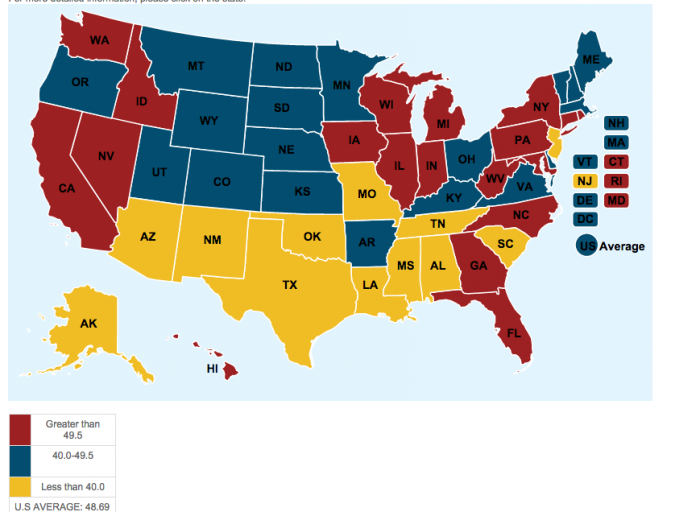 For more detailed information, please click on the state.
WA
ME
MT
ND
OR
MN
ID
WI
NY
SD
WY
MI
NH
IA
PA
MA
NE
NV
IL
IN
OH
VT CT
UT
WV
CO
VA
NJ RI
CA
KS
MO
KY
DE MD
NC
DC
TN
AZ
NM
OK
AR
SC
US Average
MS
AL
GA
TX
LA
AK
FL
HI
Greater than
49.5
40.0-49.5
Less than 40.0
U.S AVERAGE: 48.69